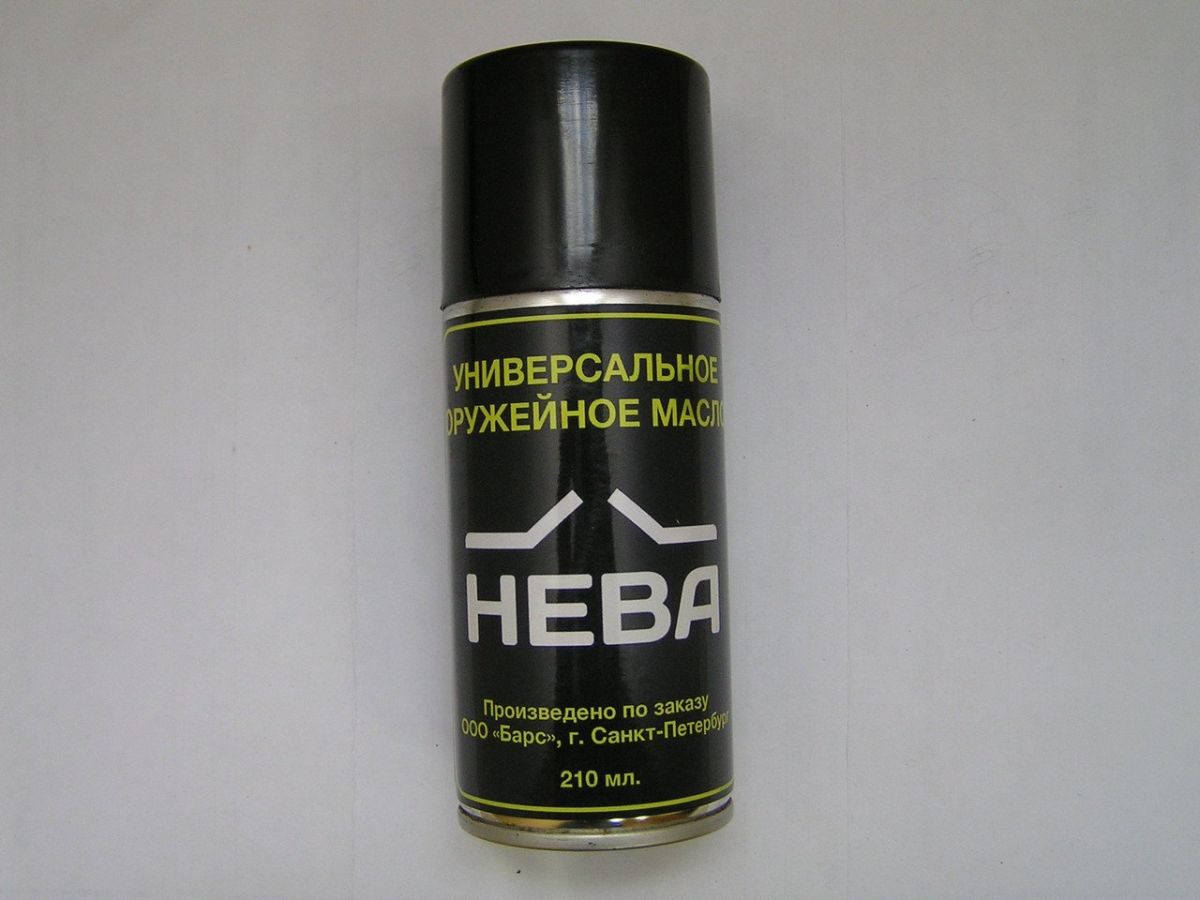 УНИВЕРСАЛЬНОЕ
ОРУЖЕЙНОЕ МАСЛО
НЕВА
Произведено по заказу
ООО «Барс», г. Санкт-Петербург
210 мл.